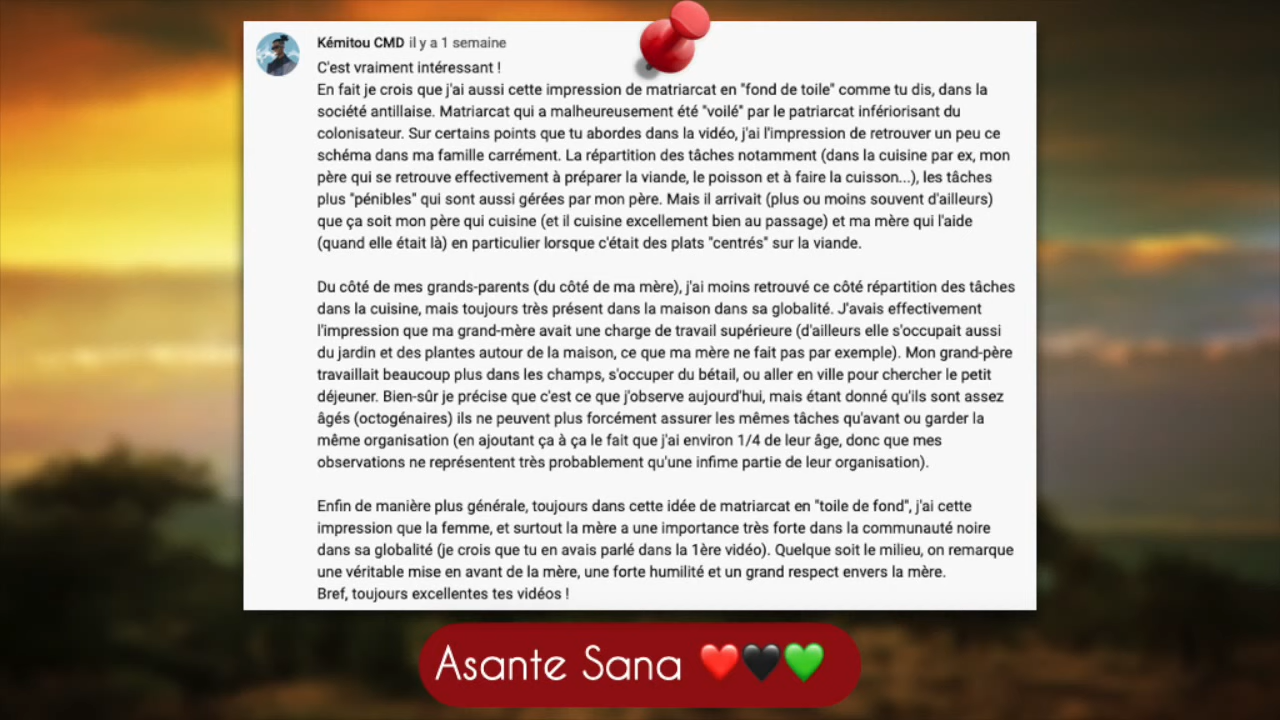 Kémitou CMD il y a 1 semaine
C'est vraiment intéressant !
En fait je crois que j'ai aussi cette impression de matriarcat en "fond de toile" comme tu dis, dans la
société antillaise. Matriarcat qui a malheureusement été "voilé" par le patriarcat infériorisant du
colonisateur. Sur certains points que tu abordes dans la vidéo, j'ai l'impression de retrouver un peu ce
schéma dans ma famille carrément. La répartition des tâches notamment (dans la cuisine par ex, mon
père qui se retrouve effectivement à préparer la viande, le poisson et à faire la cuisson...), les tâches
plus "pénibles" qui sont aussi gérées par mon père. Mais il arrivait (plus ou moins souvent d'ailleurs)
que ça soit mon père qui cuisine (et il cuisine excellement bien au passage) et ma mère qui l'aide
(quand elle était là) en particulier lorsque c'était des plats "centrés" sur la viande.
Du côté de mes grands-parents (du côté de ma mère), j'ai moins retrouvé ce côté répartition des tâches
dans la cuisine, mais toujours très présent dans la maison dans sa globalité. J'avais effectivement
l'impression que ma grand-mère avait une charge de travail supérieure (d'ailleurs elle s'occupait aussi
du jardin et des plantes autour de la maison, ce que ma mère ne fait pas par exemple). Mon grand-père
travaillait beaucoup plus dans les champs, s'occuper du bétail, ou aller en ville pour chercher le petit
déjeuner. Bien-sûr je précise que c'est ce que j'observe aujourd'hui, mais étant donné qu'ils sont assez
âgés (octogénaires) ils ne peuvent plus forcément assurer les mêmes tâches qu'avant ou garder la
même organisation (en ajoutant ça à ça le fait que j'ai environ 1/4 de leur âge, donc que mes
observations ne représentent très probablement qu'une infime partie de leur organisation).
Enfin de manière plus générale, toujours dans cette idée de matriarcat en "toile de fond", j'ai cette
impression que la femme, et surtout la mère a une importance très forte dans la communauté noire
dans sa globalité (je crois que tu en avais parlé dans la 1ère vidéo). Quelque soit le milieu, on remarque
une véritable mise en avant de la mère, une forte humilité et un grand respect envers la mère.
Bref, toujours excellentes tes vidéos !
Asante Sana ❤️🖤💚